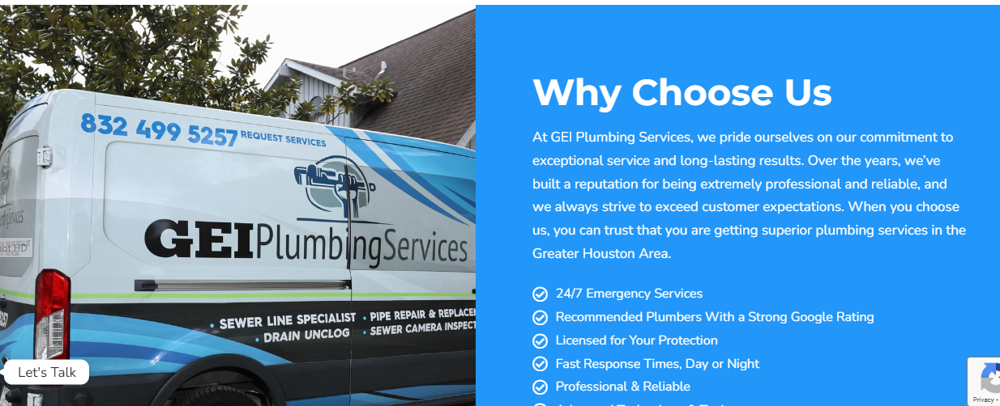 832 499 5257 REQUEST SERVICES
GEIPlumbingServices
• SEWER LINE SPECIALIST • PIPE REPAIR &
• DRAIN UNCLOG • SEWER CAMERA
Let's Talk
Why Choose Us
At GEI Plumbing Services, we pride ourselves on our commitment to
exceptional service and long-lasting results. Over the years, we've
built a reputation for being extremely professional and reliable, and
we always strive to exceed customer expectations. When you choose
us, you can trust that you are getting superior plumbing services in the
Greater Houston Area.
24/7 Emergency Services
Recommended Plumbers With a Strong Google Rating
Licensed for Your Protection
Fast Response Times, Day or Night
Professional & Reliable
Privacy -